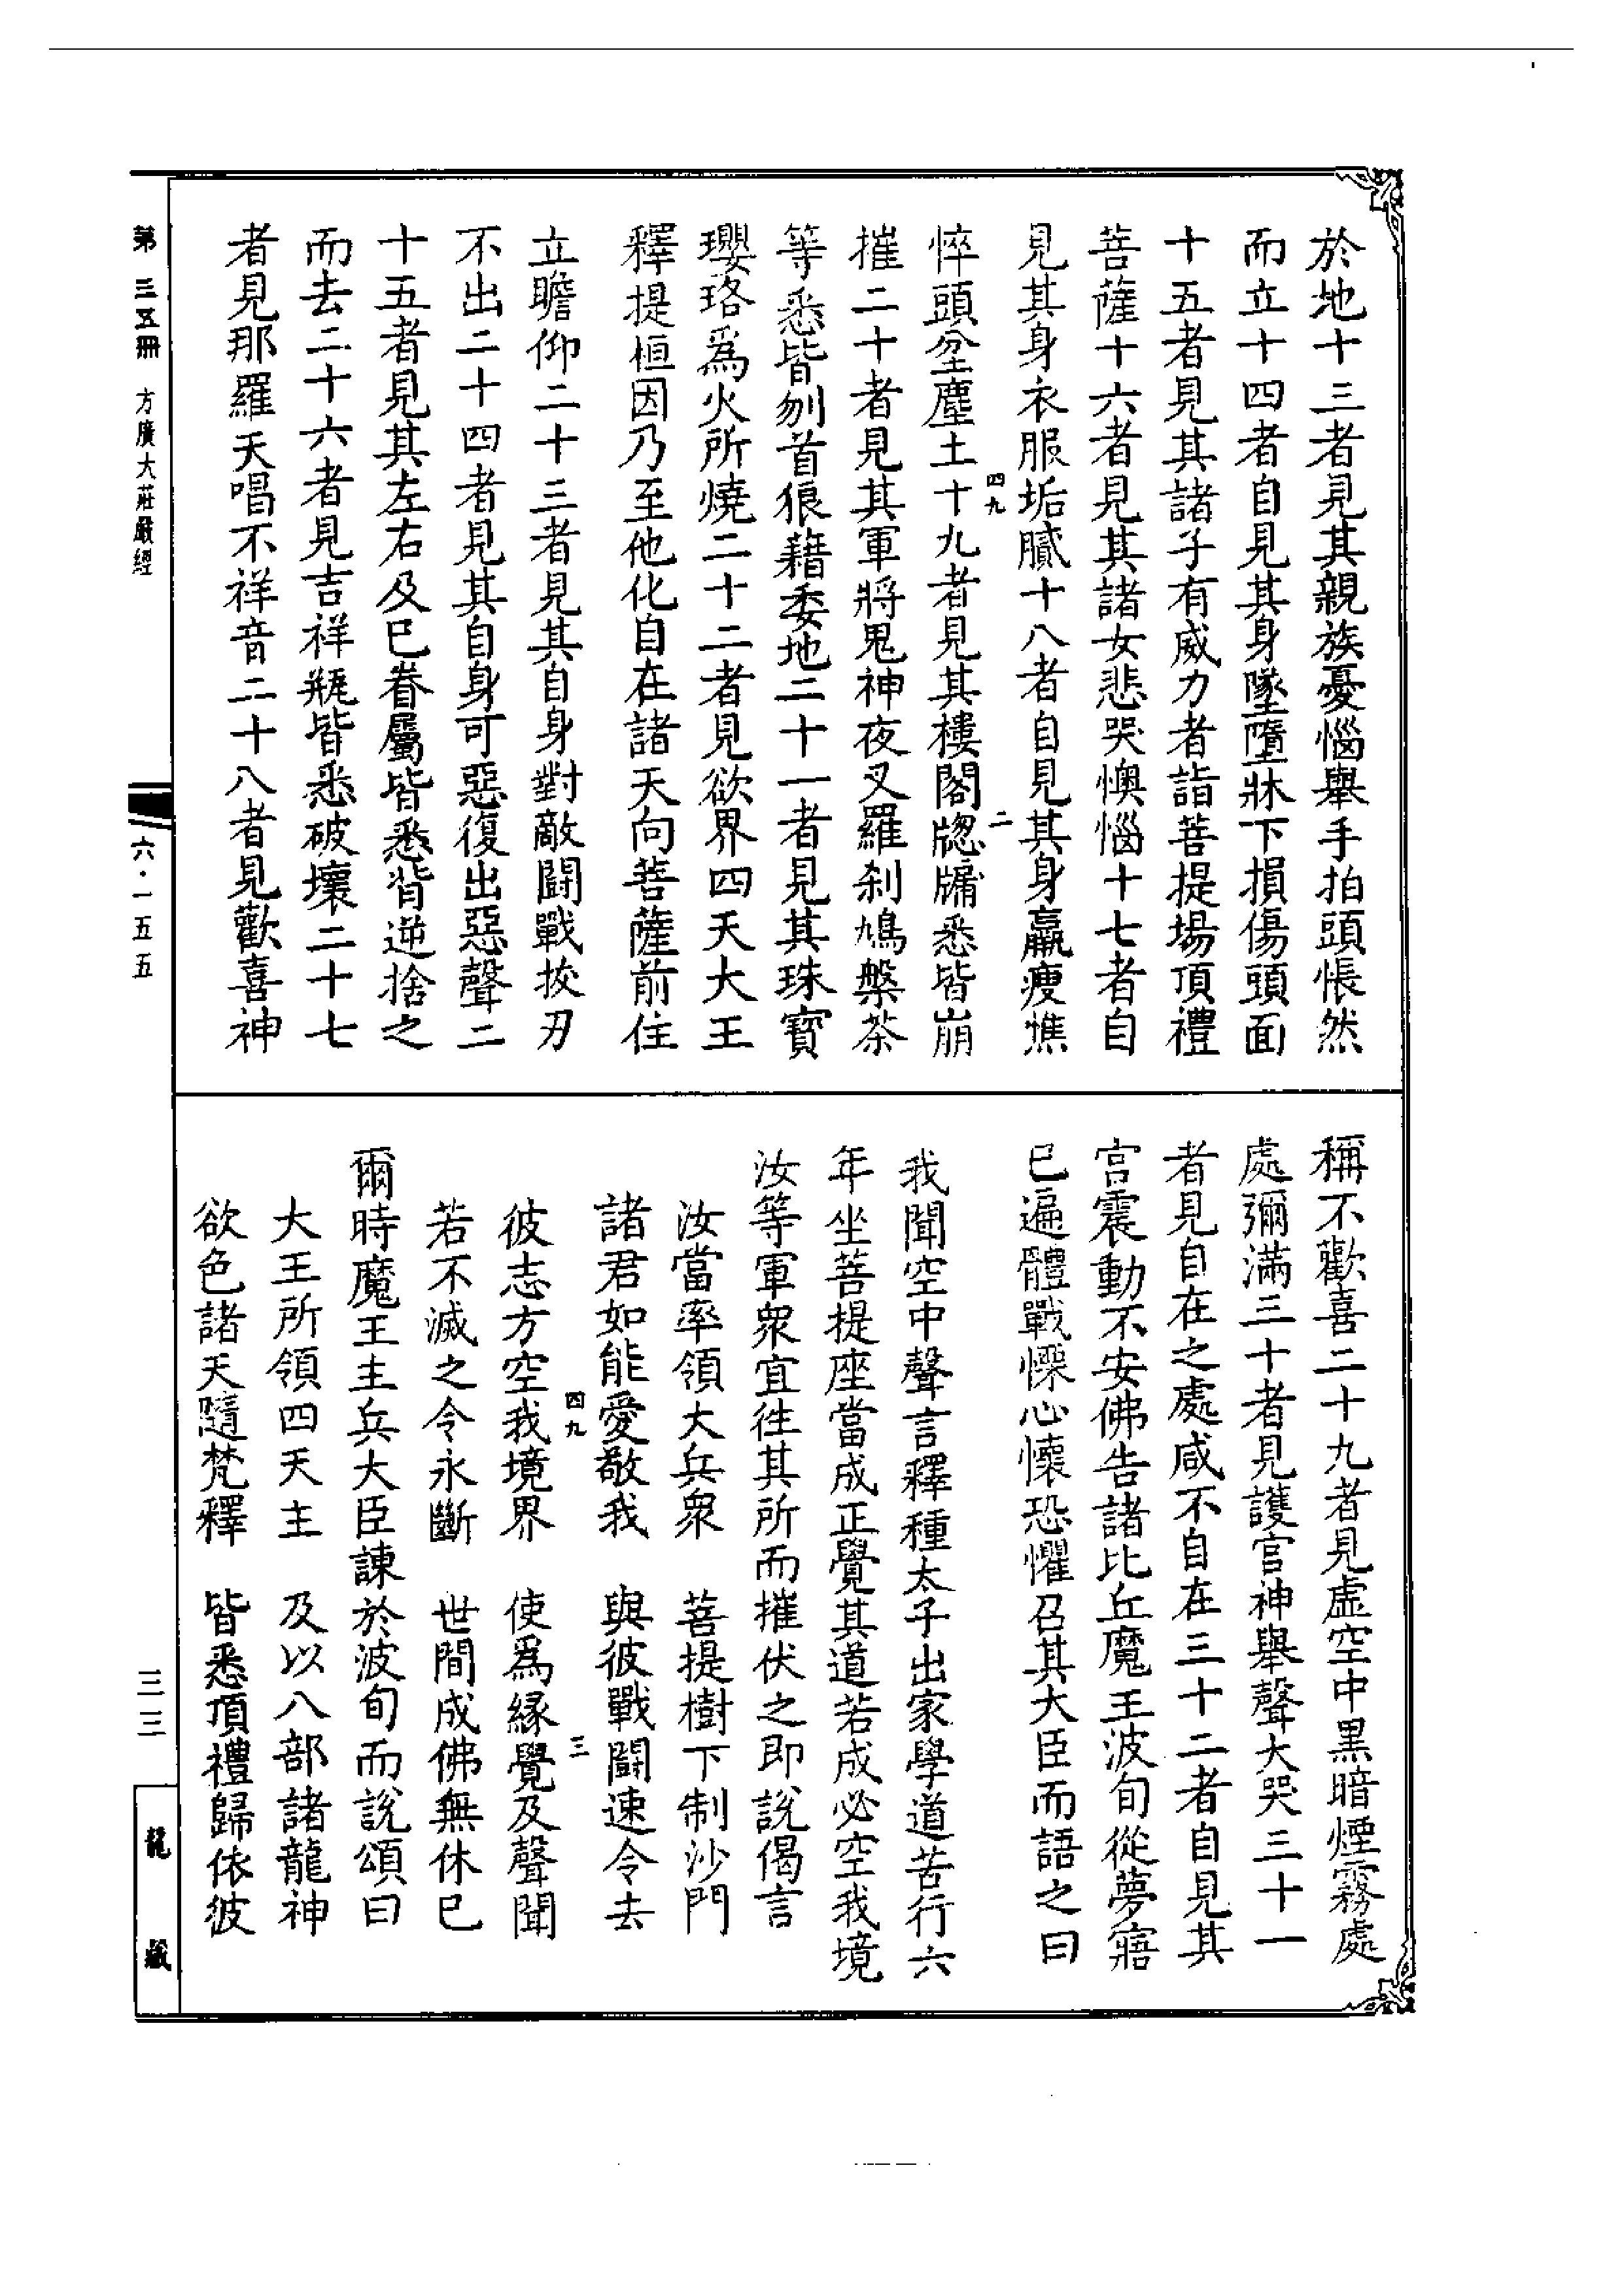 於地十三者見其親族憂惱舉手拍頭悵然
而立十四者自見其身墜墮牀下損傷頭面
十五者見其諸子有威力者詣菩提場頂禮
菩薩十六者見其諸女悲哭懊惱十七者自
見其身衣服垢膩十八者自見其身羸瘦憔
四九 二
悴頭坌塵土十九者見其樓閣牕牖悉皆崩
摧二十者見其軍將鬼神夜叉羅剎鳩槃荼
等悉皆刎首狼藉委地二十一者見其珠寶
瓔珞爲火所燒二十二者見欲界四天大王
釋提桓因乃至他化自在諸天向菩薩前住
立瞻仰二十三者見其自身對敵鬪戰拔刃
不出二十四者見其自身可惡復出惡聲二
十五者見其左右及巳眷屬皆悉背逆捨之
而去二十六者見吉祥瓶皆悉破壞二十七
者見那羅天唱不祥音二十八者見歡喜神
稱不歡喜二十九者見虛空中黑暗煙霧處
處彌滿三十者見護宮神舉聲大哭三十一
者見自在之處咸不自在三十二者自見其
宮震動不安佛告諸比丘魔王波旬從夢寤
巳遍體戰慄心懷恐懼召其大臣而語之曰
我聞空中聲言釋種太子出家學道苦行六
年坐菩提座當成正覺其道若成必空我境
汝等軍衆宜往其所而摧伏之即說偈言
汝當率領大兵衆 菩提樹下制沙門
諸君如能愛敬我 與彼戰鬪速令去
四九 三
彼志方空我境界 使爲緣覺及聲聞
若不滅之令永斷 世間成佛無休巳
爾時魔王主兵大臣諫於波旬而說頌曰
大王所領四天主 及以八部諸龍神
欲色諸天隨梵釋 皆悉頂禮歸依彼
第三五冊 方廣大莊嚴經
六·一五五
三三
龍藏